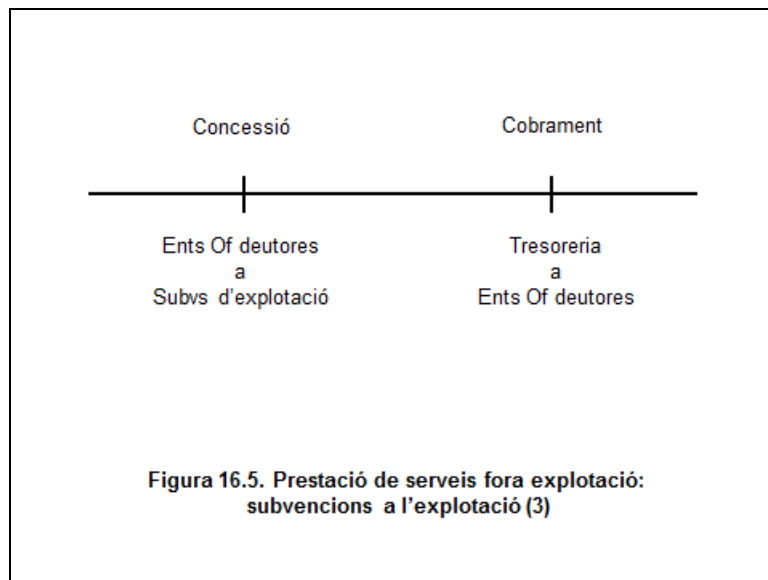 Concessió
Cobrament
Ents Of deutores
a
Subvs d'explotació
Tresoreria
a
Ents Of deutores
Figura 16.5. Prestació de serveis fora explotació:
subvencions a l'explotació (3)